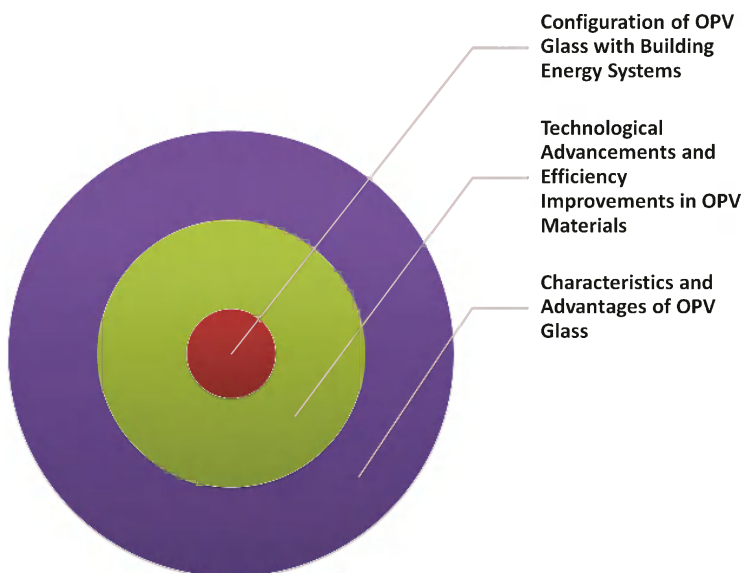 Configuration of OPV
Glass with Building
Energy Systems
Technological
Advancements and
Efficiency
Improvements in OPV
Materials
Characteristics and
Advantages of OPV
Glass